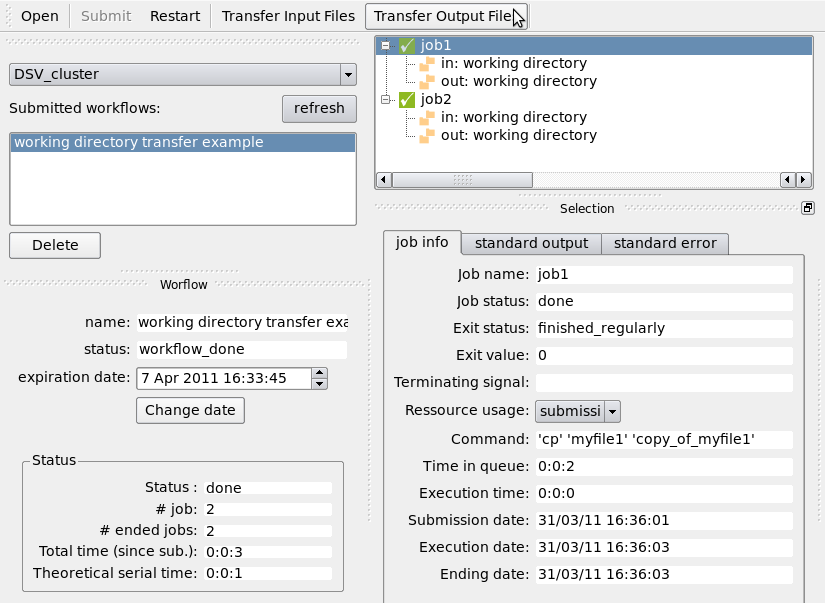 Open Submit Restart Transfer Input Files Transfer Output File
DSV_cluster
Submitted workflows: refresh
working directory transfer example
Delete
Worflow
name: working directory transfer exa
status: workflow_done
expiration date: 7 Apr 2011 16:33:45
Change date
Status
Status : done
# job: 2
# ended jobs: 2
Total time (since sub.): 0:0:3
Theoretical serial time: 0:0:1
job1
in: working directory
out: working directory
job2
in: working directory
out: working directory
Selection
job info standard output standard error
Job name: job1
Job status: done
Exit status: finished_regularly
Exit value: 0
Terminating signal:
Ressource usage: submissi
Command: 'cp' 'myfile1' 'copy_of_myfile1'
Time in queue: 0:0:2
Execution time: 0:0:0
Submission date: 31/03/11 16:36:01
Execution date: 31/03/11 16:36:03
Ending date: 31/03/11 16:36:03